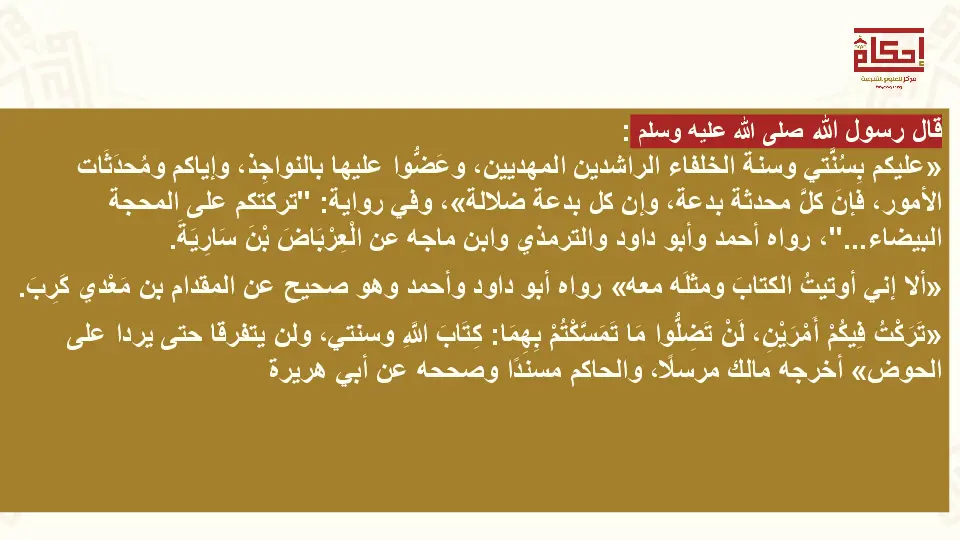 إحكام
مركز للعلوم الشرعية
قال رسول الله صلى الله عليه وسلم :
«عليكم بِسُنَّتي وسنة الخلفاء الراشدين المهديين، وعَضُّوا عليها بالنواجِذ، وإياكم ومُحدَثَات
الأمور، فإنَ كلَّ محدثة بدعة، وإن كل بدعة ضلالة»، وفي رواية: "تركتكم على المحجة
البيضاء..."، رواه أحمد وأبو داود والترمذي وابن ماجه عن الْعِرْبَاضَ بْنَ سَارِيَةَ.
«ألا إني أوتيتُ الكتابَ ومثلَه معه» رواه أبو داود وأحمد وهو صحيح عن المقدام بن مَعْدي كَرِبَ.
«تَرَكْتُ فِيكُمْ أَمْرَيْنِ، لَنْ تَضِلُّوا مَا تَمَسَّكْتُمْ بِهِمَا: كِتَابَ اللَّهِ وسنتي، ولن يتفرقا حتى يردا على
الحوض» أخرجه مالك مرسلًا، والحاكم مسندًا وصححه عن أبي هريرة